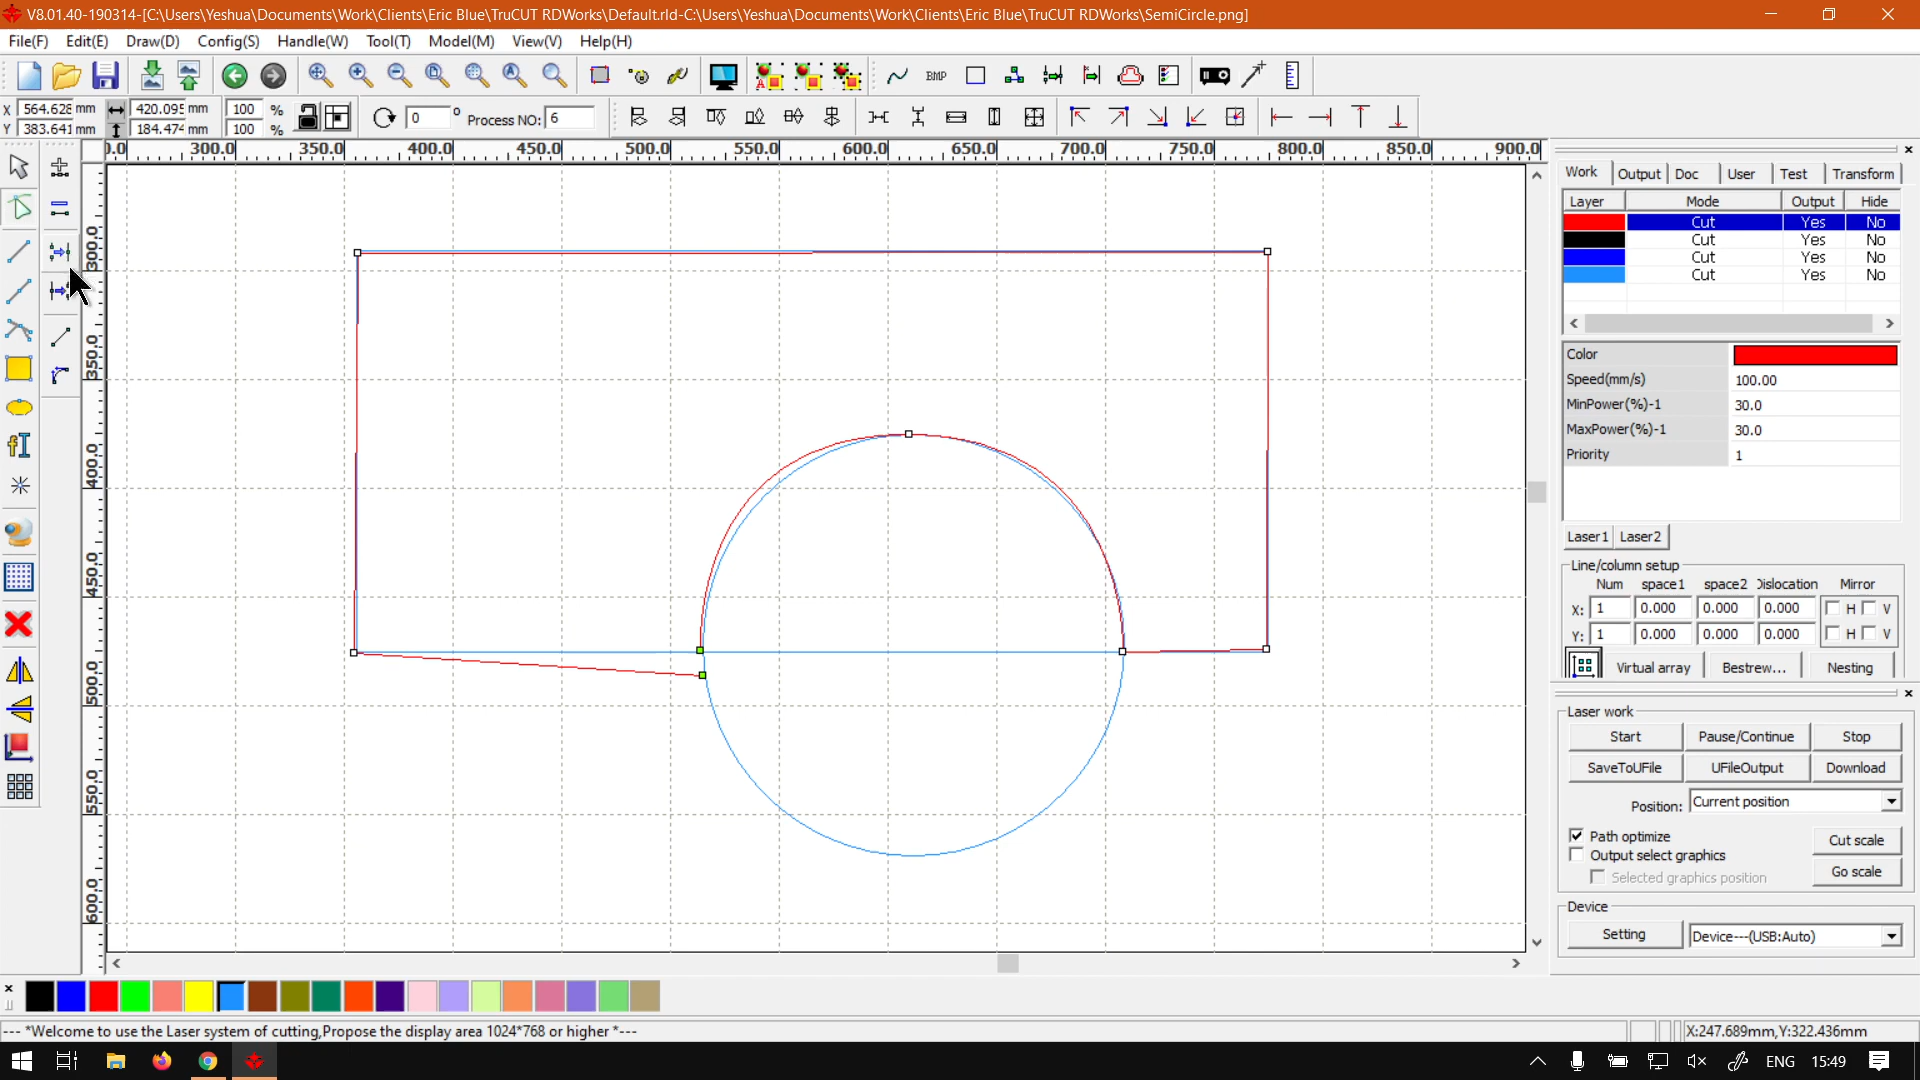 V8.01.40-190314-[C:\Users\Yeshua\Documents\Work\Clients\Eric Blue\TruCUT RDWorks\Default.rld-C:\Users\Yeshua\Documents\Work\Clients\Eric Blue\TruCUT RDWorks\SemiCircle.png]
File(F) Edit(E) Draw(D) Config(S) Handle(W) Tool(T) Model(M) View(V) Help(H)
BMP
X 564.628 mm 420.095 mm 100 %
Y 383.641 mm 184.474 mm 100 %
0 ° Process NO: 6
0.0 300.0 350.0 400.0 450.0 500.0 550.0 600.0 650.0 700.0 750.0 800.0 850.0 900.0
300.0
350.0
400.0
450.0
500.0
550.0
600.0
Work Output Doc User Test Transform
Layer Mode Output Hide
Cut Yes No
Cut Yes No
Cut Yes No
Cut Yes No
Color
Speed(mm/s) 100.00
MinPower(%)-1 30.0
MaxPower(%)-1 30.0
Priority 1
Laser1 Laser2
Line/column setup
Num space1 space2 Dislocation Mirror
X: 1 0.000 0.000 0.000 H V
Y: 1 0.000 0.000 0.000 H V
Virtual array Bestrew... Nesting
Laser work
Start Pause/Continue Stop
SaveToUFile UFileOutput Download
Position: Current position
Path optimize Cut scale
Output select graphics
Selected graphics position Go scale
Device
Setting Device---(USB:Auto)
--- *Welcome to use the Laser system of cutting,Propose the display area 1024*768 or higher *---
X:247.689mm,Y:322.436mm
ENG 15:49